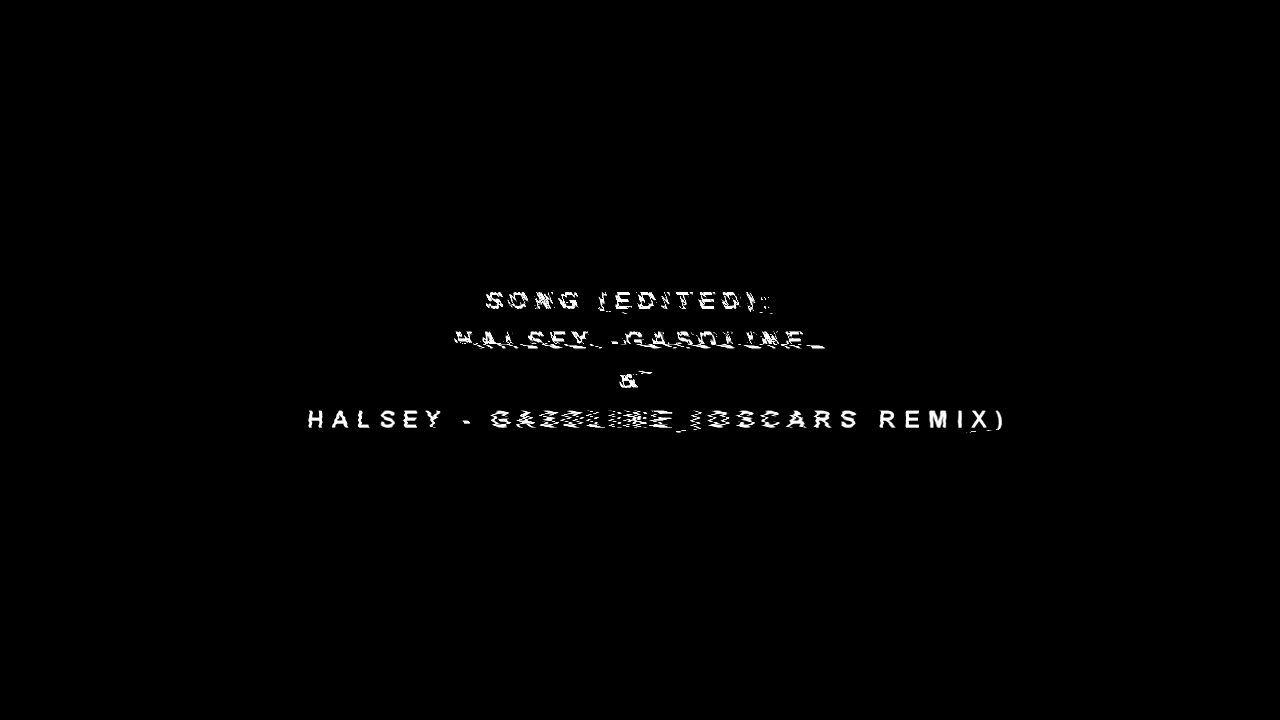 SONG (EDITED):
HALSEY -GASOLINE
&
HALSEY - GASOLINE (OSCARS REMIX)